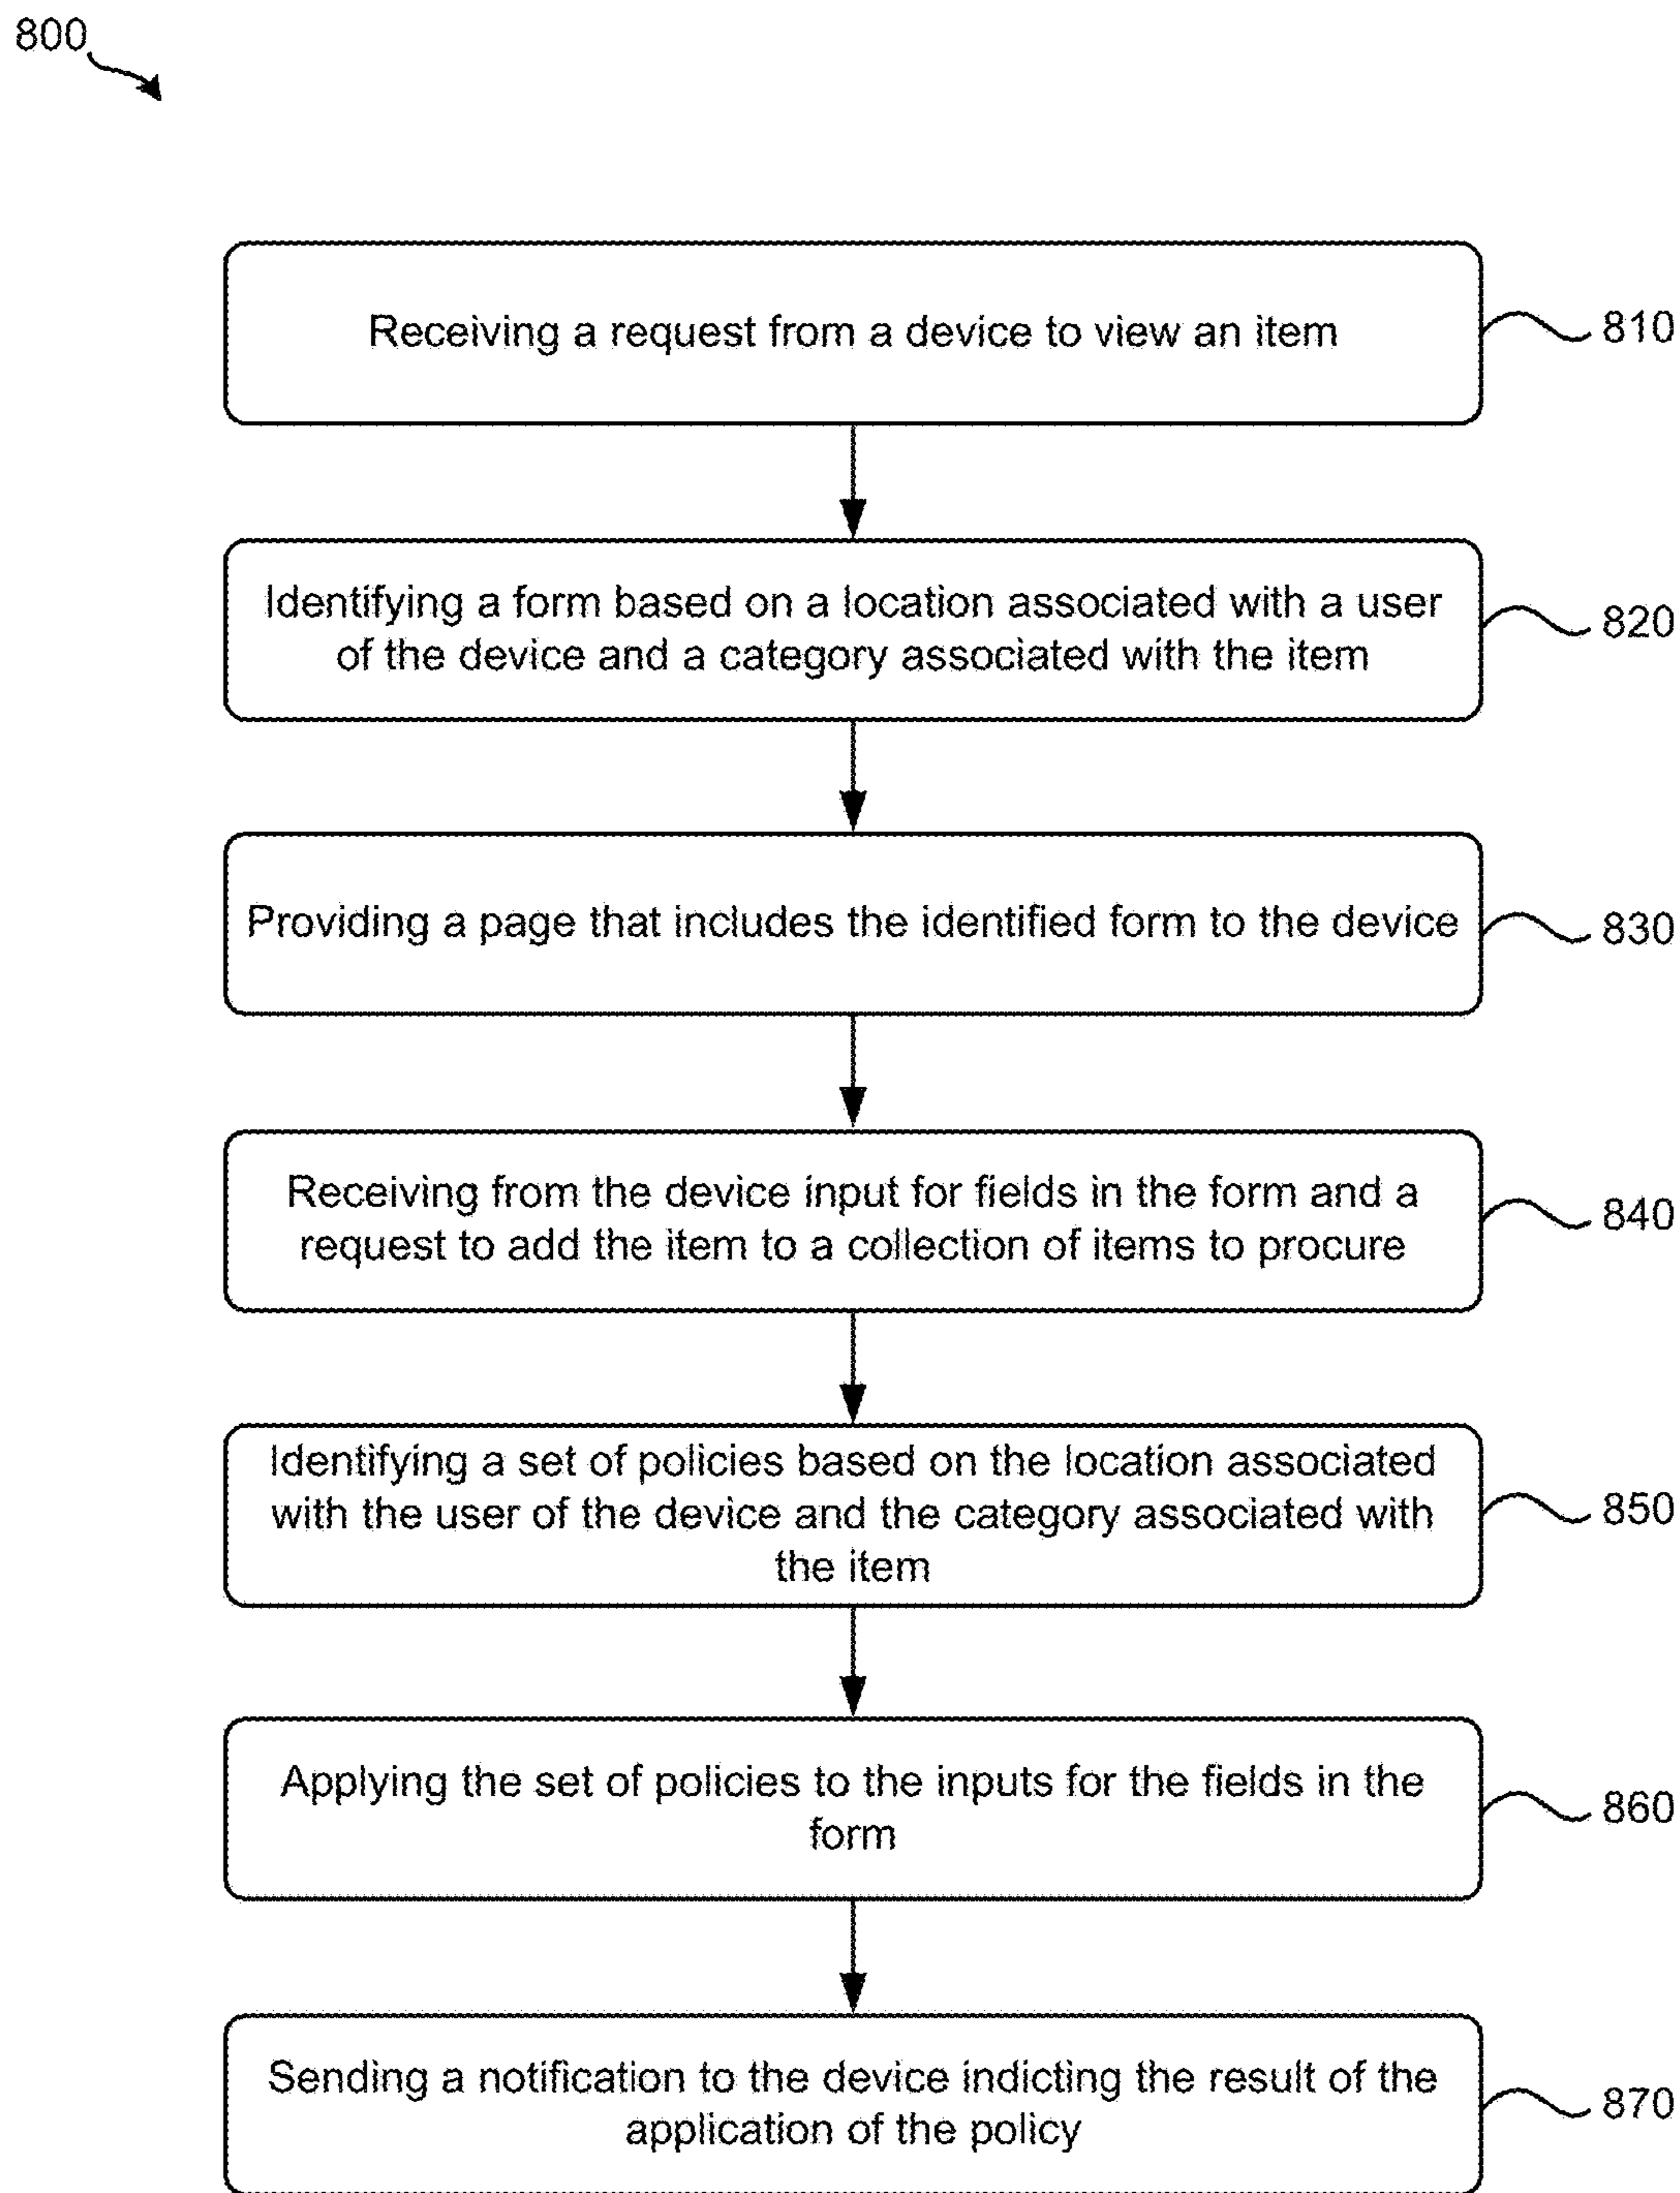 800
Receiving a request from a device to view an item
810
Identifying a form based on a location associated with a user
of the device and a category associated with the item
820
Providing a page that includes the identified form to the device
830
Receiving from the device input for fields in the form and a
request to add the item to a collection of items to procure
840
Identifying a set of policies based on the location associated
with the user of the device and the category associated with
the item
850
Applying the set of policies to the inputs for the fields in the
form
860
Sending a notification to the device indicting the result of the
application of the policy
870